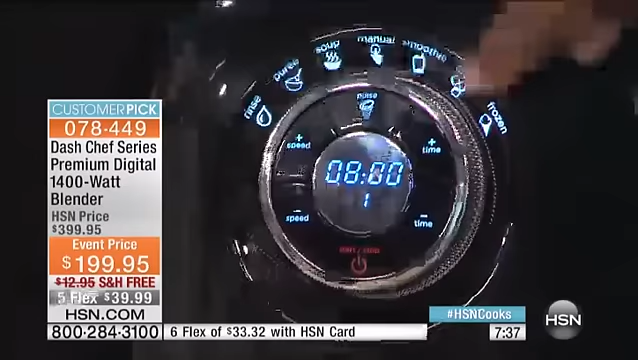 CUSTOMER PICK
078-449
Dash Chef Series
Premium Digital
1400-Watt
Blender
HSN Price
$399.95
Event Price
$199.95
$12.95 S&H FREE
5 Flex $39.99
HSN.COM
800-284-3100
6 Flex of $33.32 with HSN Card
#HSNCooks
7:37
HSN
rinse
puree
soup
manual
smoothie
frozen
pulse
+
speed
+
time
08:00
1
-
speed
-
time
start / stop